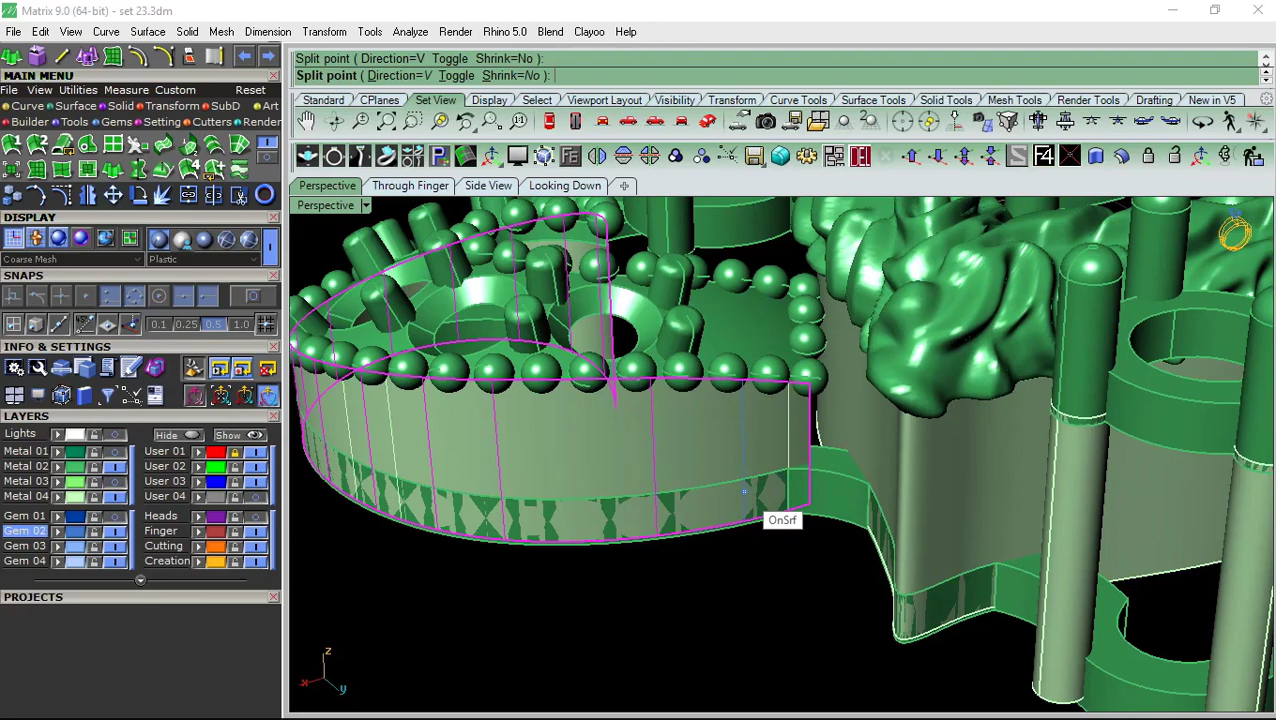 Matrix 9.0 (64-bit) - set 23.3dm
File Edit View Curve Surface Solid Mesh Dimension Transform Tools Analyze Render Rhino 5.0 Blend Clayoo Help
Split point ( Direction=V Toggle Shrink=No ):
Split point ( Direction=V Toggle Shrink=No ):
MAIN MENU
File View Utilities Measure Custom Reset
Curve Surface Solid Transform SubD Art
Builder Tools Gems Setting Cutters Render
Standard CPlanes Set View Display Select Viewport Layout Visibility Transform Curve Tools Surface Tools Solid Tools Mesh Tools Render Tools Drafting New in V5
Perspective Through Finger Side View Looking Down
Perspective
DISPLAY
Coarse Mesh Plastic
SNAPS
0.1 0.25 0.5 1.0
INFO & SETTINGS
LAYERS
Lights Hide Show
Metal 01 User 01
Metal 02 User 02
Metal 03 User 03
Metal 04 User 04
Gem 01 Heads
Gem 02 Finger
Gem 03 Cutting
Gem 04 Creation
PROJECTS
OnSrf
F4
z
x
y